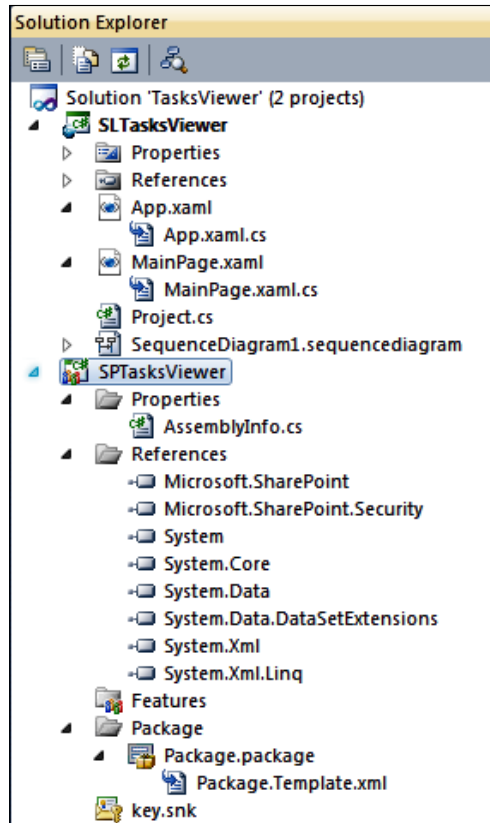 Solution Explorer
Solution 'TasksViewer' (2 projects)
SLTasksViewer
Properties
References
App.xaml
App.xaml.cs
MainPage.xaml
MainPage.xaml.cs
Project.cs
SequenceDiagram1.sequencediagram
SPTasksViewer
Properties
AssemblyInfo.cs
References
Microsoft.SharePoint
Microsoft.SharePoint.Security
System
System.Core
System.Data
System.Data.DataSetExtensions
System.Xml
System.Xml.Linq
Features
Package
Package.package
Package.Template.xml
key.snk